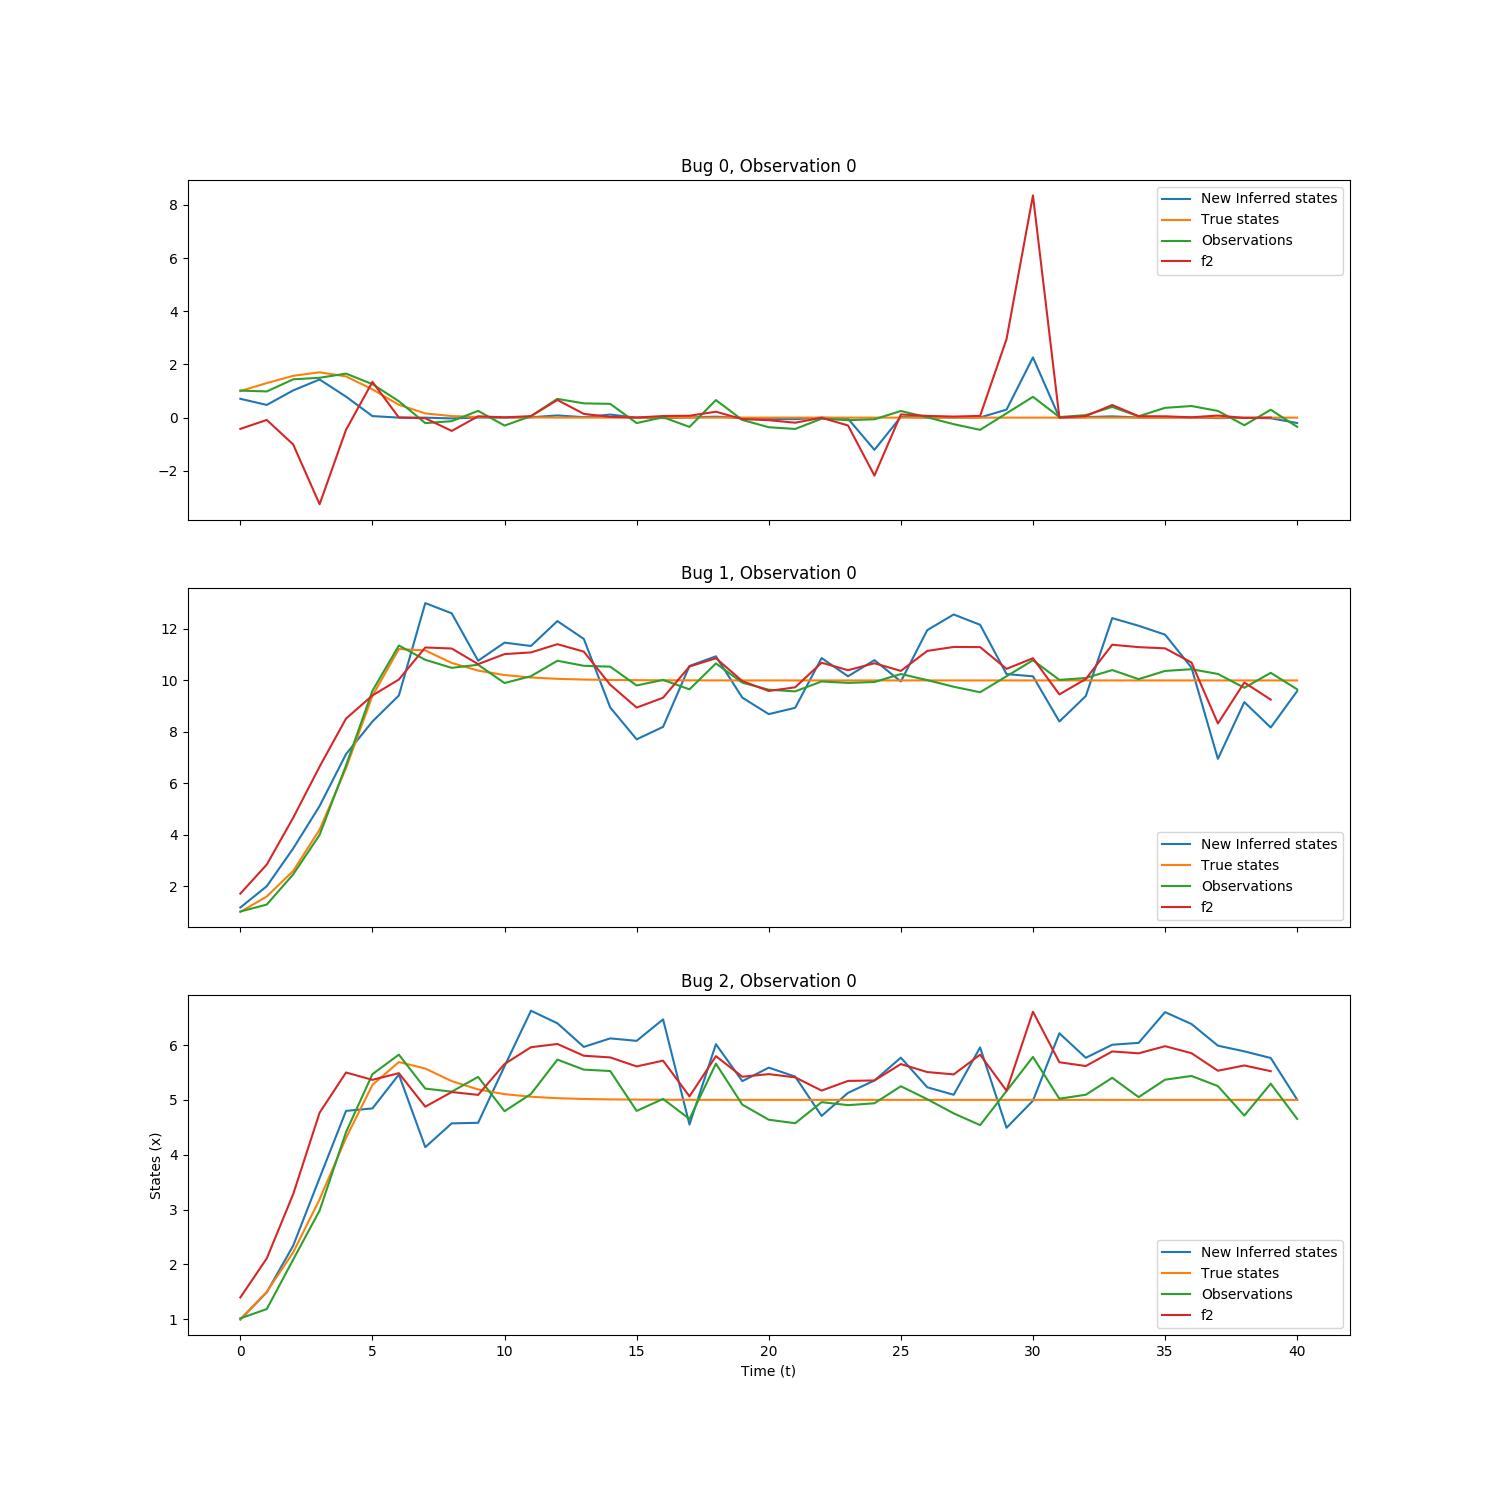 Bug 0, Observation 0
8
6
4
2
0
−2
New Inferred states
True states
Observations
f2
Bug 1, Observation 0
12
10
8
6
4
2
New Inferred states
True states
Observations
f2
Bug 2, Observation 0
States (x)
6
5
4
3
2
1
New Inferred states
True states
Observations
f2
0 5 10 15 20 25 30 35 40
Time (t)